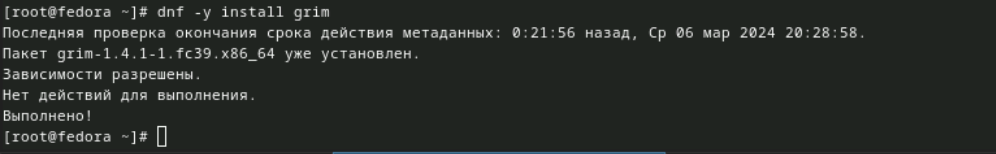 [root@fedora ~]# dnf -y install grim
Последняя проверка окончания срока действия метаданных: 0:21:56 назад, Ср 06 мар 2024 20:28:58.
Пакет grim-1.4.1-1.fc39.x86_64 уже установлен.
Зависимости разрешены.
Нет действий для выполнения.
Выполнено!
[root@fedora ~]#